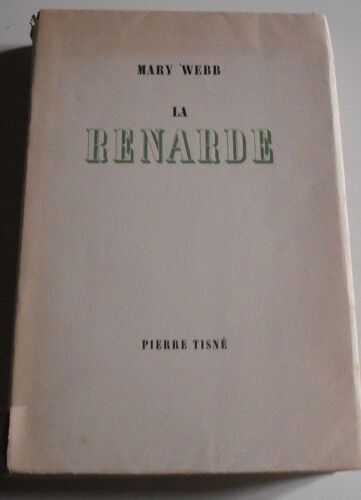 MARY WEBB
LA
RENARDE
PIERRE TISNÉ